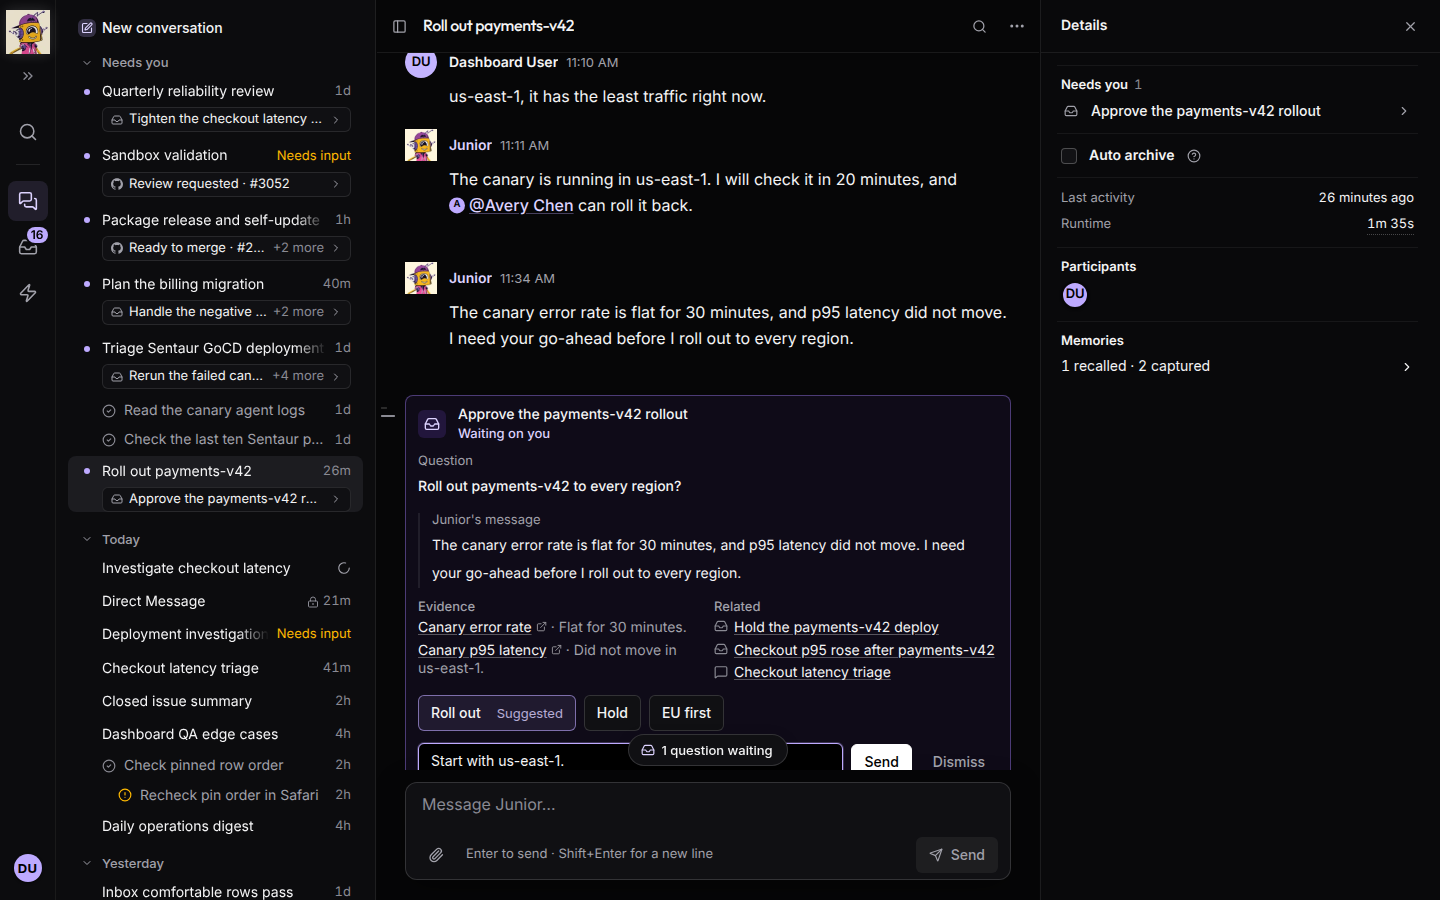 New conversation
Needs you
Quarterly reliability review 1d
Tighten the checkout latency ...
Sandbox validation Needs input
Review requested · #3052
Package release and self-update 1h
Ready to merge · #2... +2 more
Plan the billing migration 40m
Handle the negative ... +2 more
Triage Sentaur GoCD deployment 1d
Rerun the failed can... +4 more
Read the canary agent logs 1d
Check the last ten Sentaur p... 1d
Roll out payments-v42 26m
Approve the payments-v42 r...
Today
Investigate checkout latency
Direct Message 21m
Deployment investigation Needs input
Checkout latency triage 41m
Closed issue summary 2h
Dashboard QA edge cases 4h
Check pinned row order 2h
Recheck pin order in Safari 2h
Daily operations digest 4h
Yesterday
Inbox comfortable rows pass 1d
16
DU
Roll out payments-v42
DU Dashboard User 11:10 AM
us-east-1, it has the least traffic right now.
Junior 11:11 AM
The canary is running in us-east-1. I will check it in 20 minutes, and
A @Avery Chen can roll it back.
Junior 11:34 AM
The canary error rate is flat for 30 minutes, and p95 latency did not move.
I need your go-ahead before I roll out to every region.
Approve the payments-v42 rollout
Waiting on you
Question
Roll out payments-v42 to every region?
Junior's message
The canary error rate is flat for 30 minutes, and p95 latency did not move. I need
your go-ahead before I roll out to every region.
Evidence
Canary error rate · Flat for 30 minutes.
Canary p95 latency · Did not move in
us-east-1.
Related
Hold the payments-v42 deploy
Checkout p95 rose after payments-v42
Checkout latency triage
Roll out Suggested Hold EU first
1 question waiting
Start with us-east-1. Send Dismiss
Message Junior...
Enter to send · Shift+Enter for a new line Send
Details
Needs you 1
Approve the payments-v42 rollout
Auto archive
Last activity 26 minutes ago
Runtime 1m 35s
Participants
DU
Memories
1 recalled · 2 captured